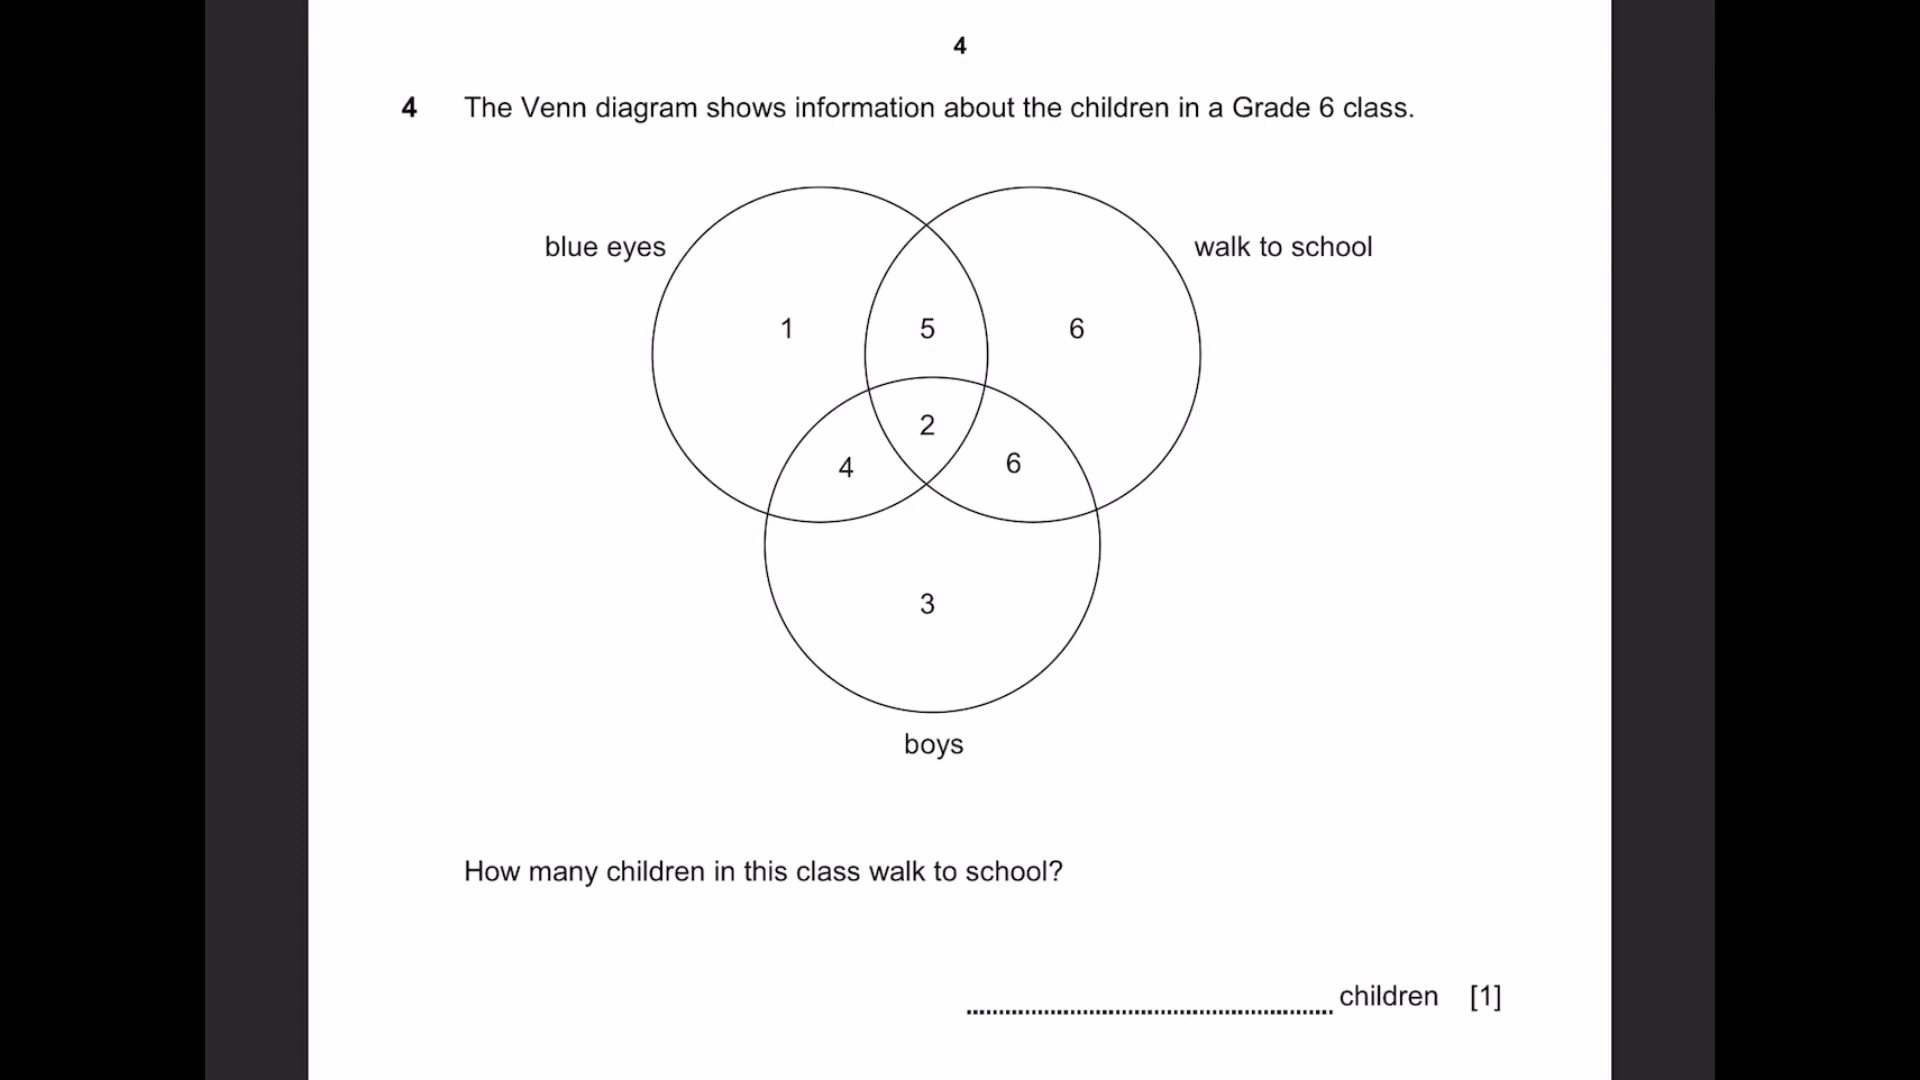 4
4 The Venn diagram shows information about the children in a Grade 6 class.
blue eyes
walk to school
1
5
6
2
4
6
3
boys
How many children in this class walk to school?
children [1]